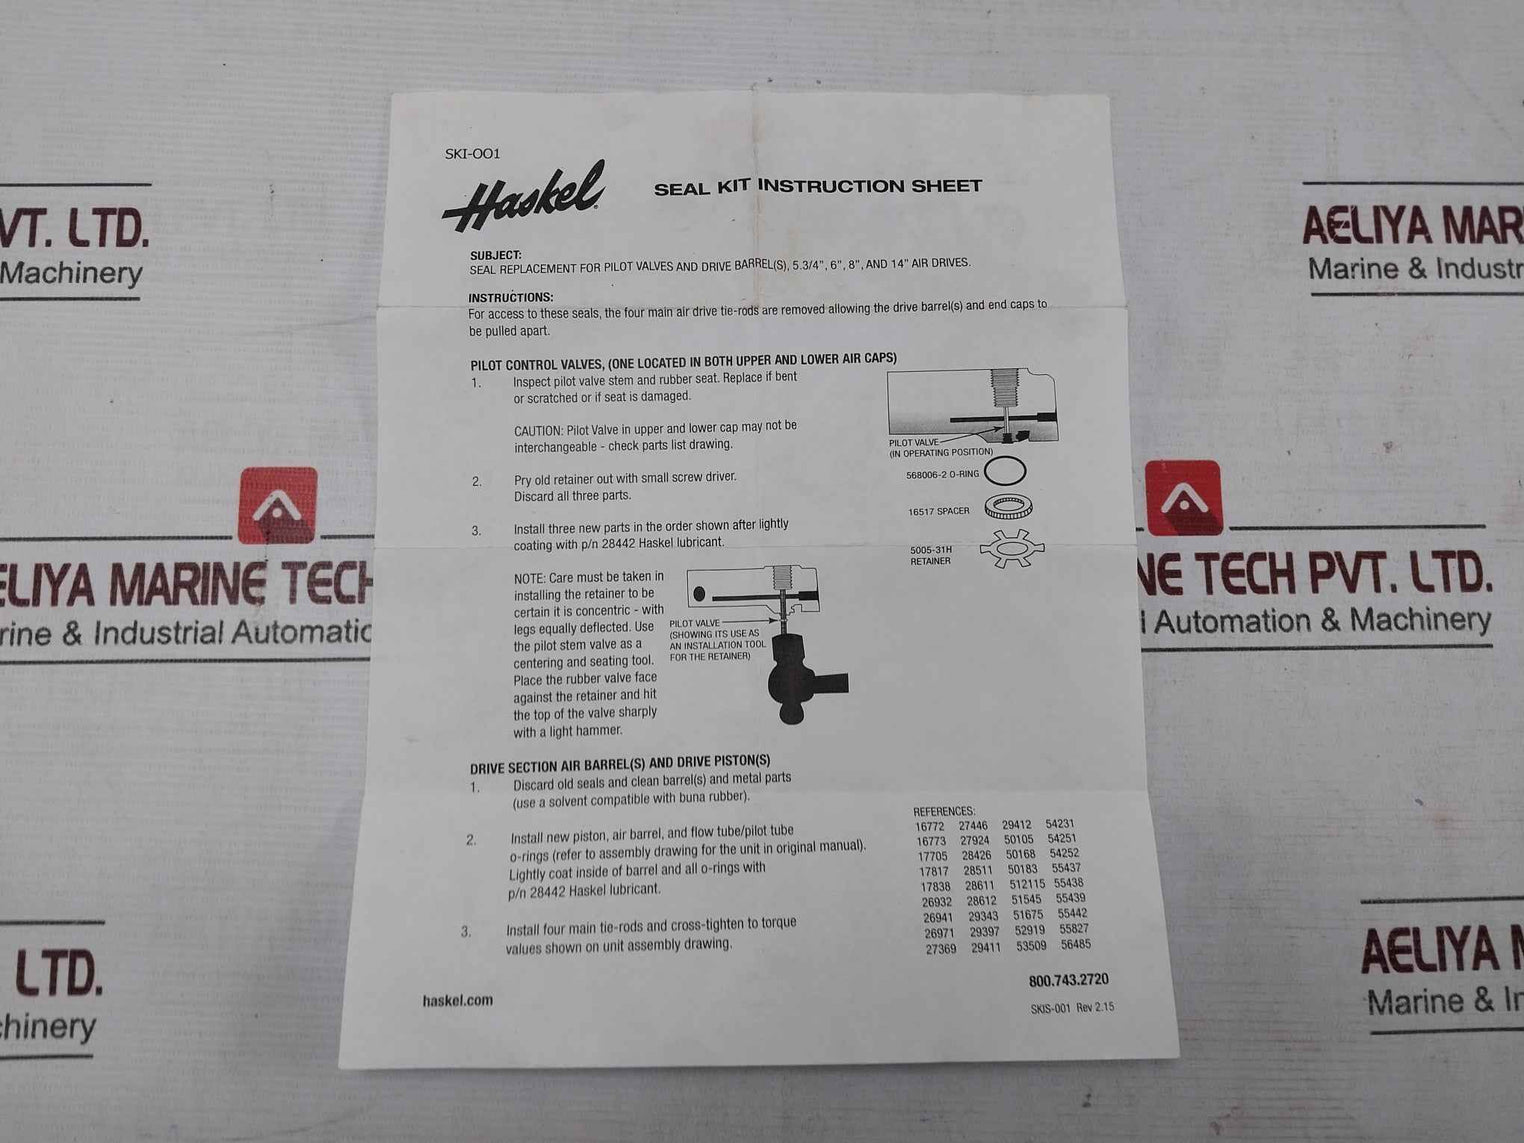 SKI-001
Haskel
SEAL KIT INSTRUCTION SHEET
SUBJECT:
SEAL REPLACEMENT FOR PILOT VALVES AND DRIVE BARREL(S), 5.3/4", 6", 8", AND 14" AIR DRIVES.
INSTRUCTIONS:
For access to these seals, the four main air drive tie-rods are removed allowing the drive barrel(s) and end caps to
be pulled apart.
PILOT CONTROL VALVES, (ONE LOCATED IN BOTH UPPER AND LOWER AIR CAPS)
1. Inspect pilot valve stem and rubber seat. Replace if bent
or scratched or if seat is damaged.
CAUTION: Pilot Valve in upper and lower cap may not be
interchangeable - check parts list drawing.
2. Pry old retainer out with small screw driver.
Discard all three parts.
3. Install three new parts in the order shown after lightly
coating with p/n 28442 Haskel lubricant.
PILOT VALVE
(IN OPERATING POSITION)
568006-2 O-RING
16517 SPACER
5005-31H
RETAINER
NOTE: Care must be taken in
installing the retainer to be
certain it is concentric - with
legs equally deflected. Use
the pilot stem valve as a
centering and seating tool.
Place the rubber valve face
against the retainer and hit
the top of the valve sharply
with a light hammer.
PILOT VALVE
(SHOWING ITS USE AS
AN INSTALLATION TOOL
FOR THE RETAINER)
DRIVE SECTION AIR BARREL(S) AND DRIVE PISTON(S)
1. Discard old seals and clean barrel(s) and metal parts
(use a solvent compatible with buna rubber).
2. Install new piston, air barrel, and flow tube/pilot tube
o-rings (refer to assembly drawing for the unit in original manual).
Lightly coat inside of barrel and all o-rings with
p/n 28442 Haskel lubricant.
3. Install four main tie-rods and cross-tighten to torque
values shown on unit assembly drawing.
REFERENCES:
16772 27446 29412 54231
16773 27924 50105 54251
17705 28426 50168 54252
17817 28511 50183 55437
17838 28611 512115 55438
26932 28612 51545 55439
26941 29343 51675 55442
26971 29397 52919 55827
27369 29411 53509 56485
haskel.com
800.743.2720
SKIS-001 Rev 2.15
VT. LTD.
Machinery
AELIYA MAR
Marine & Industr
ELIYA MARINE TECH
rine & Industrial Automatic
NE TECH PVT. LTD.
l Automation & Machinery
LTD.
chinery
AELIYA M
Marine & In